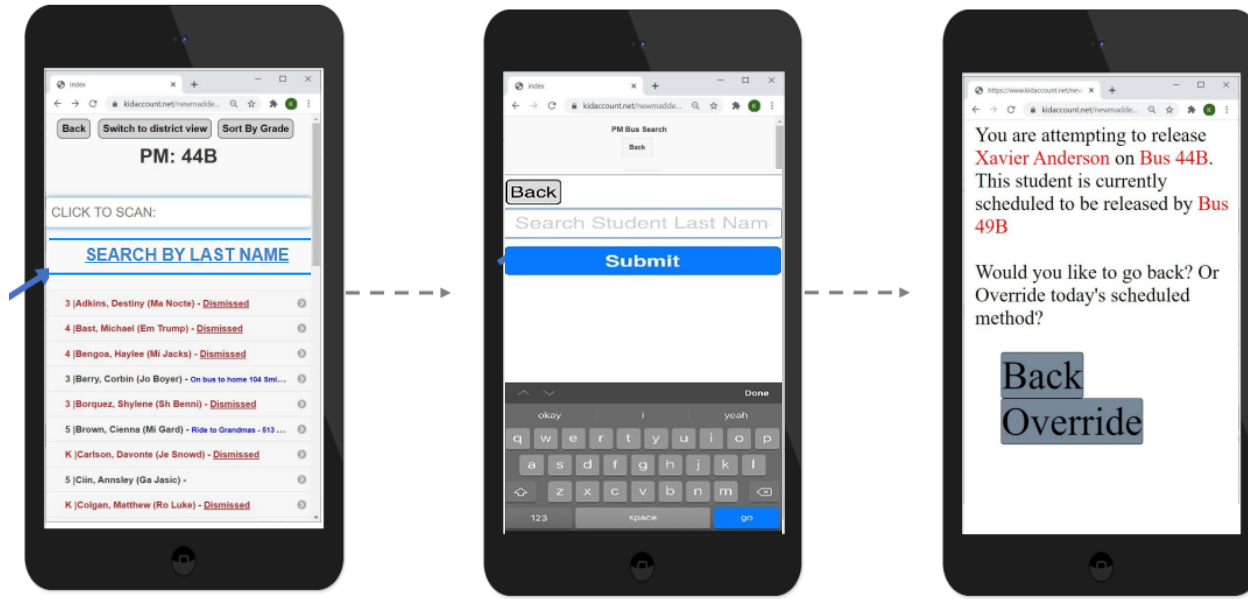 index
kidaccount.net/newmadde...
K
Back
Switch to district view
Sort By Grade
PM: 44B
CLICK TO SCAN:
SEARCH BY LAST NAME
3 |Adkins, Destiny (Ma Nocte) - Dismissed
4 |Bast, Michael (Em Trump) - Dismissed
4 |Bengoa, Haylee (Mi Jacks) - Dismissed
3 |Berry, Corbin (Jo Boyer) - On bus to home 104 Smi...
3 |Borquez, Shylene (Sh Benni) - Dismissed
5 |Brown, Cienna (Mi Gard) - Ride to Grandmas - 513 ...
K |Carlson, Davonte (Je Snowd) - Dismissed
5 |Ciin, Annsley (Ga Jasic) -
K |Colgan, Matthew (Ro Luke) - Dismissed
index
kidaccount.net/newmadde...
K
PM Bus Search
Back
Back
Search Student Last Nam
Submit
Done
okay i yeah
q w e r t y u i o p
a s d f g h j k l
z x c v b n m
123 space go
https://www.kidaccount.net/new
kidaccount.net/newmadde...
K
You are attempting to release
Xavier Anderson on Bus 44B.
This student is currently
scheduled to be released by Bus
49B
Would you like to go back? Or
Override today's scheduled
method?
Back
Override